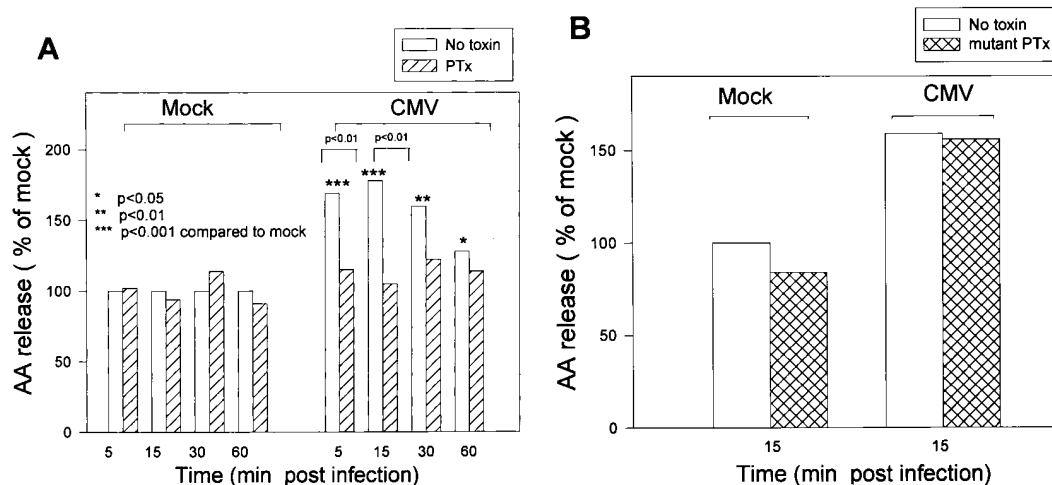 A
No toxin
PTx
Mock
CMV
p<0.01
p<0.01
* p<0.05
** p<0.01
*** p<0.001 compared to mock
***
***
**
*
AA release ( % of mock )
200
150
100
50
0
5 15 30 60 5 15 30 60
Time (min post infection)
B
No toxin
mutant PTx
Mock
CMV
AA release ( % of mock )
150
100
50
0
15 15
Time (min post infection)